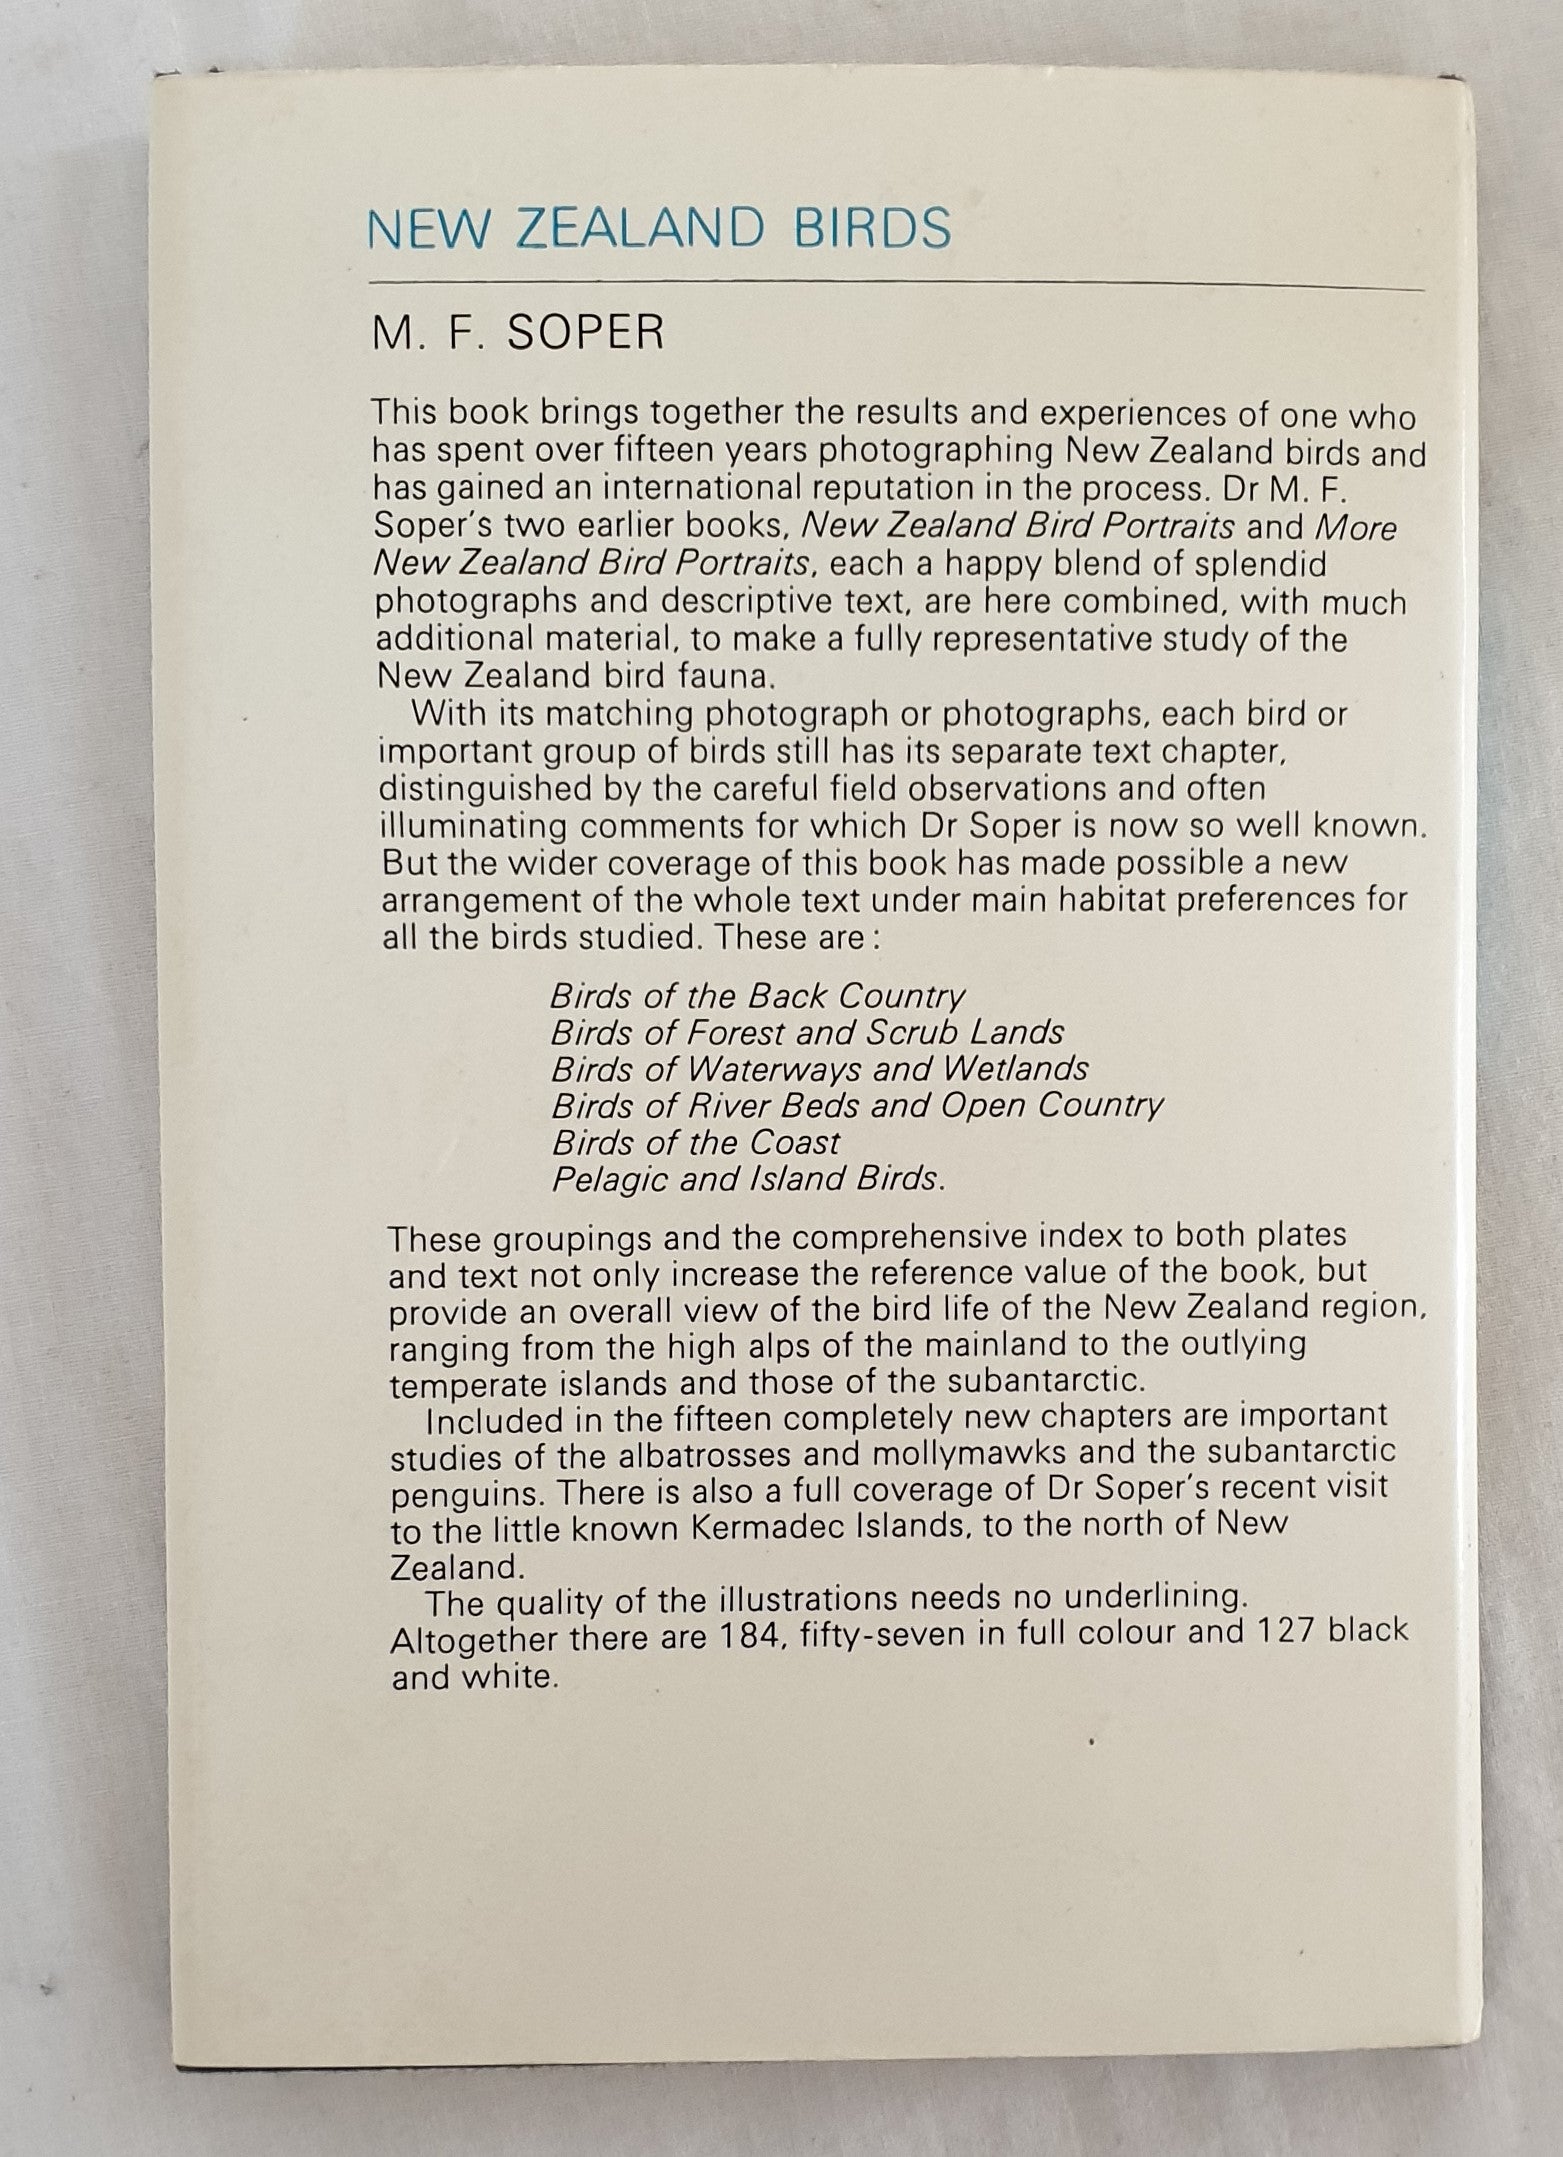 NEW ZEALAND BIRDS
M. F. SOPER
This book brings together the results and experiences of one who
has spent over fifteen years photographing New Zealand birds and
has gained an international reputation in the process. Dr M. F.
Soper's two earlier books, New Zealand Bird Portraits and More
New Zealand Bird Portraits, each a happy blend of splendid
photographs and descriptive text, are here combined, with much
additional material, to make a fully representative study of the
New Zealand bird fauna.
With its matching photograph or photographs, each bird or
important group of birds still has its separate text chapter,
distinguished by the careful field observations and often
illuminating comments for which Dr Soper is now so well known.
But the wider coverage of this book has made possible a new
arrangement of the whole text under main habitat preferences for
all the birds studied. These are:
Birds of the Back Country
Birds of Forest and Scrub Lands
Birds of Waterways and Wetlands
Birds of River Beds and Open Country
Birds of the Coast
Pelagic and Island Birds.
These groupings and the comprehensive index to both plates
and text not only increase the reference value of the book, but
provide an overall view of the bird life of the New Zealand region,
ranging from the high alps of the mainland to the outlying
temperate islands and those of the subantarctic.
Included in the fifteen completely new chapters are important
studies of the albatrosses and mollymawks and the subantarctic
penguins. There is also a full coverage of Dr Soper's recent visit
to the little known Kermadec Islands, to the north of New
Zealand.
The quality of the illustrations needs no underlining.
Altogether there are 184, fifty-seven in full colour and 127 black
and white.